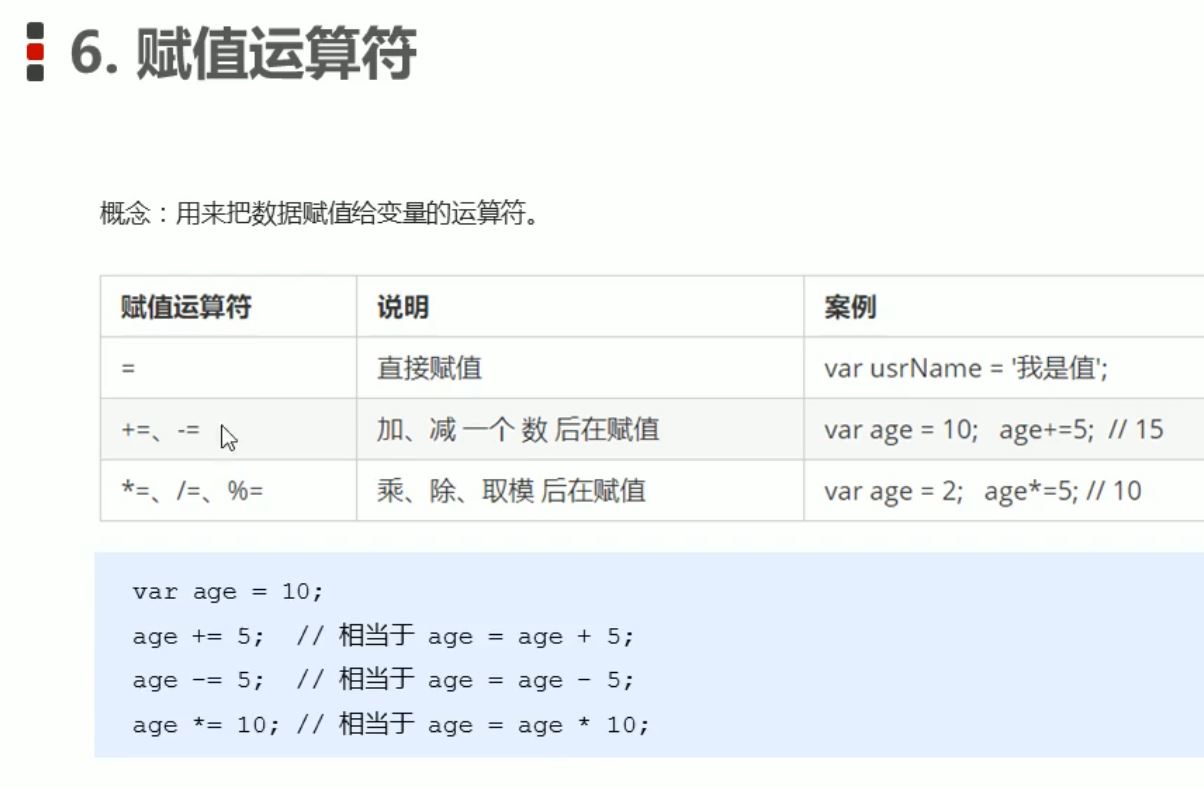 6. 赋值运算符
概念：用来把数据赋值给变量的运算符。
赋值运算符 说明 案例
= 直接赋值 var usrName = '我是值';
+=、-= 加、减 一个 数 后在赋值 var age = 10; age+=5; // 15
*=、/=、%= 乘、除、取模 后在赋值 var age = 2; age*=5; // 10
var age = 10;
age += 5; // 相当于 age = age + 5;
age -= 5; // 相当于 age = age - 5;
age *= 10; // 相当于 age = age * 10;